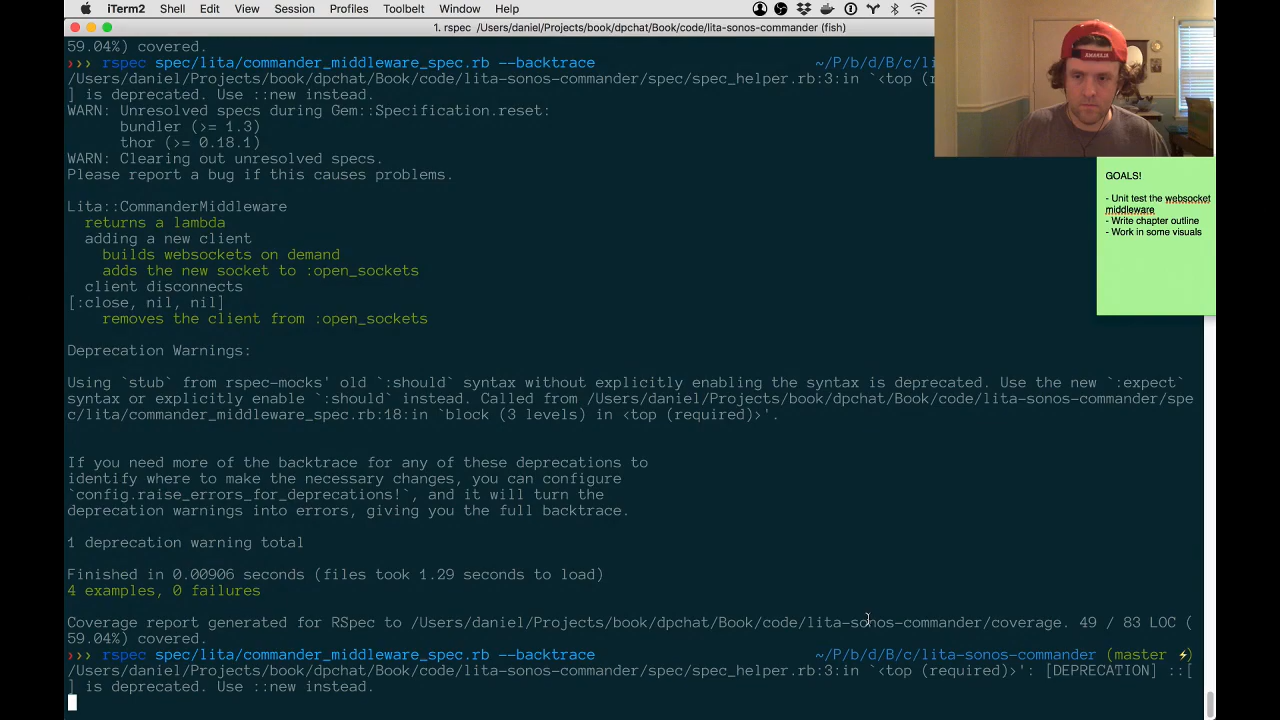 iTerm2 Shell Edit View Session Profiles Toolbelt Window Help
1. rspec /Users/daniel/Projects/book/dpchat/Book/code/lita-sonos-commander (fish)
59.04%) covered.
❯❯❯ rspec spec/lita/commander_middleware_spec.rb --backtrace ~/P/b/d/B/c/lita-
/Users/daniel/Projects/book/dpchat/Book/code/lita-sonos-commander/spec/spec_helper.rb:3:in `<top
] is deprecated. Use ::new instead.
WARN: Unresolved specs during Gem::Specification.reset:
bundler (>= 1.3)
thor (>= 0.18.1)
WARN: Clearing out unresolved specs.
Please report a bug if this causes problems.
GOALS!
- Unit test the websocket
middleware
- Write chapter outline
- Work in some visuals
Lita::CommanderMiddleware
returns a lambda
adding a new client
builds websockets on demand
adds the new socket to :open_sockets
client disconnects
[:close, nil, nil]
removes the client from :open_sockets
Deprecation Warnings:
Using `stub` from rspec-mocks' old `:should` syntax without explicitly enabling the syntax is deprecated. Use the new `:expect`
syntax or explicitly enable `:should` instead. Called from /Users/daniel/Projects/book/dpchat/Book/code/lita-sonos-commander/spe
c/lita/commander_middleware_spec.rb:18:in `block (3 levels) in <top (required)>'.
If you need more of the backtrace for any of these deprecations to
identify where to make the necessary changes, you can configure
`config.raise_errors_for_deprecations!`, and it will turn the
deprecation warnings into errors, giving you the full backtrace.
1 deprecation warning total
Finished in 0.00906 seconds (files took 1.29 seconds to load)
4 examples, 0 failures
Coverage report generated for RSpec to /Users/daniel/Projects/book/dpchat/Book/code/lita-sonos-commander/coverage. 49 / 83 LOC (
59.04%) covered.
❯❯❯ rspec spec/lita/commander_middleware_spec.rb --backtrace ~/P/b/d/B/c/lita-sonos-commander (master ⚡)
/Users/daniel/Projects/book/dpchat/Book/code/lita-sonos-commander/spec/spec_helper.rb:3:in `<top (required)>': [DEPRECATION] ::[
] is deprecated. Use ::new instead.